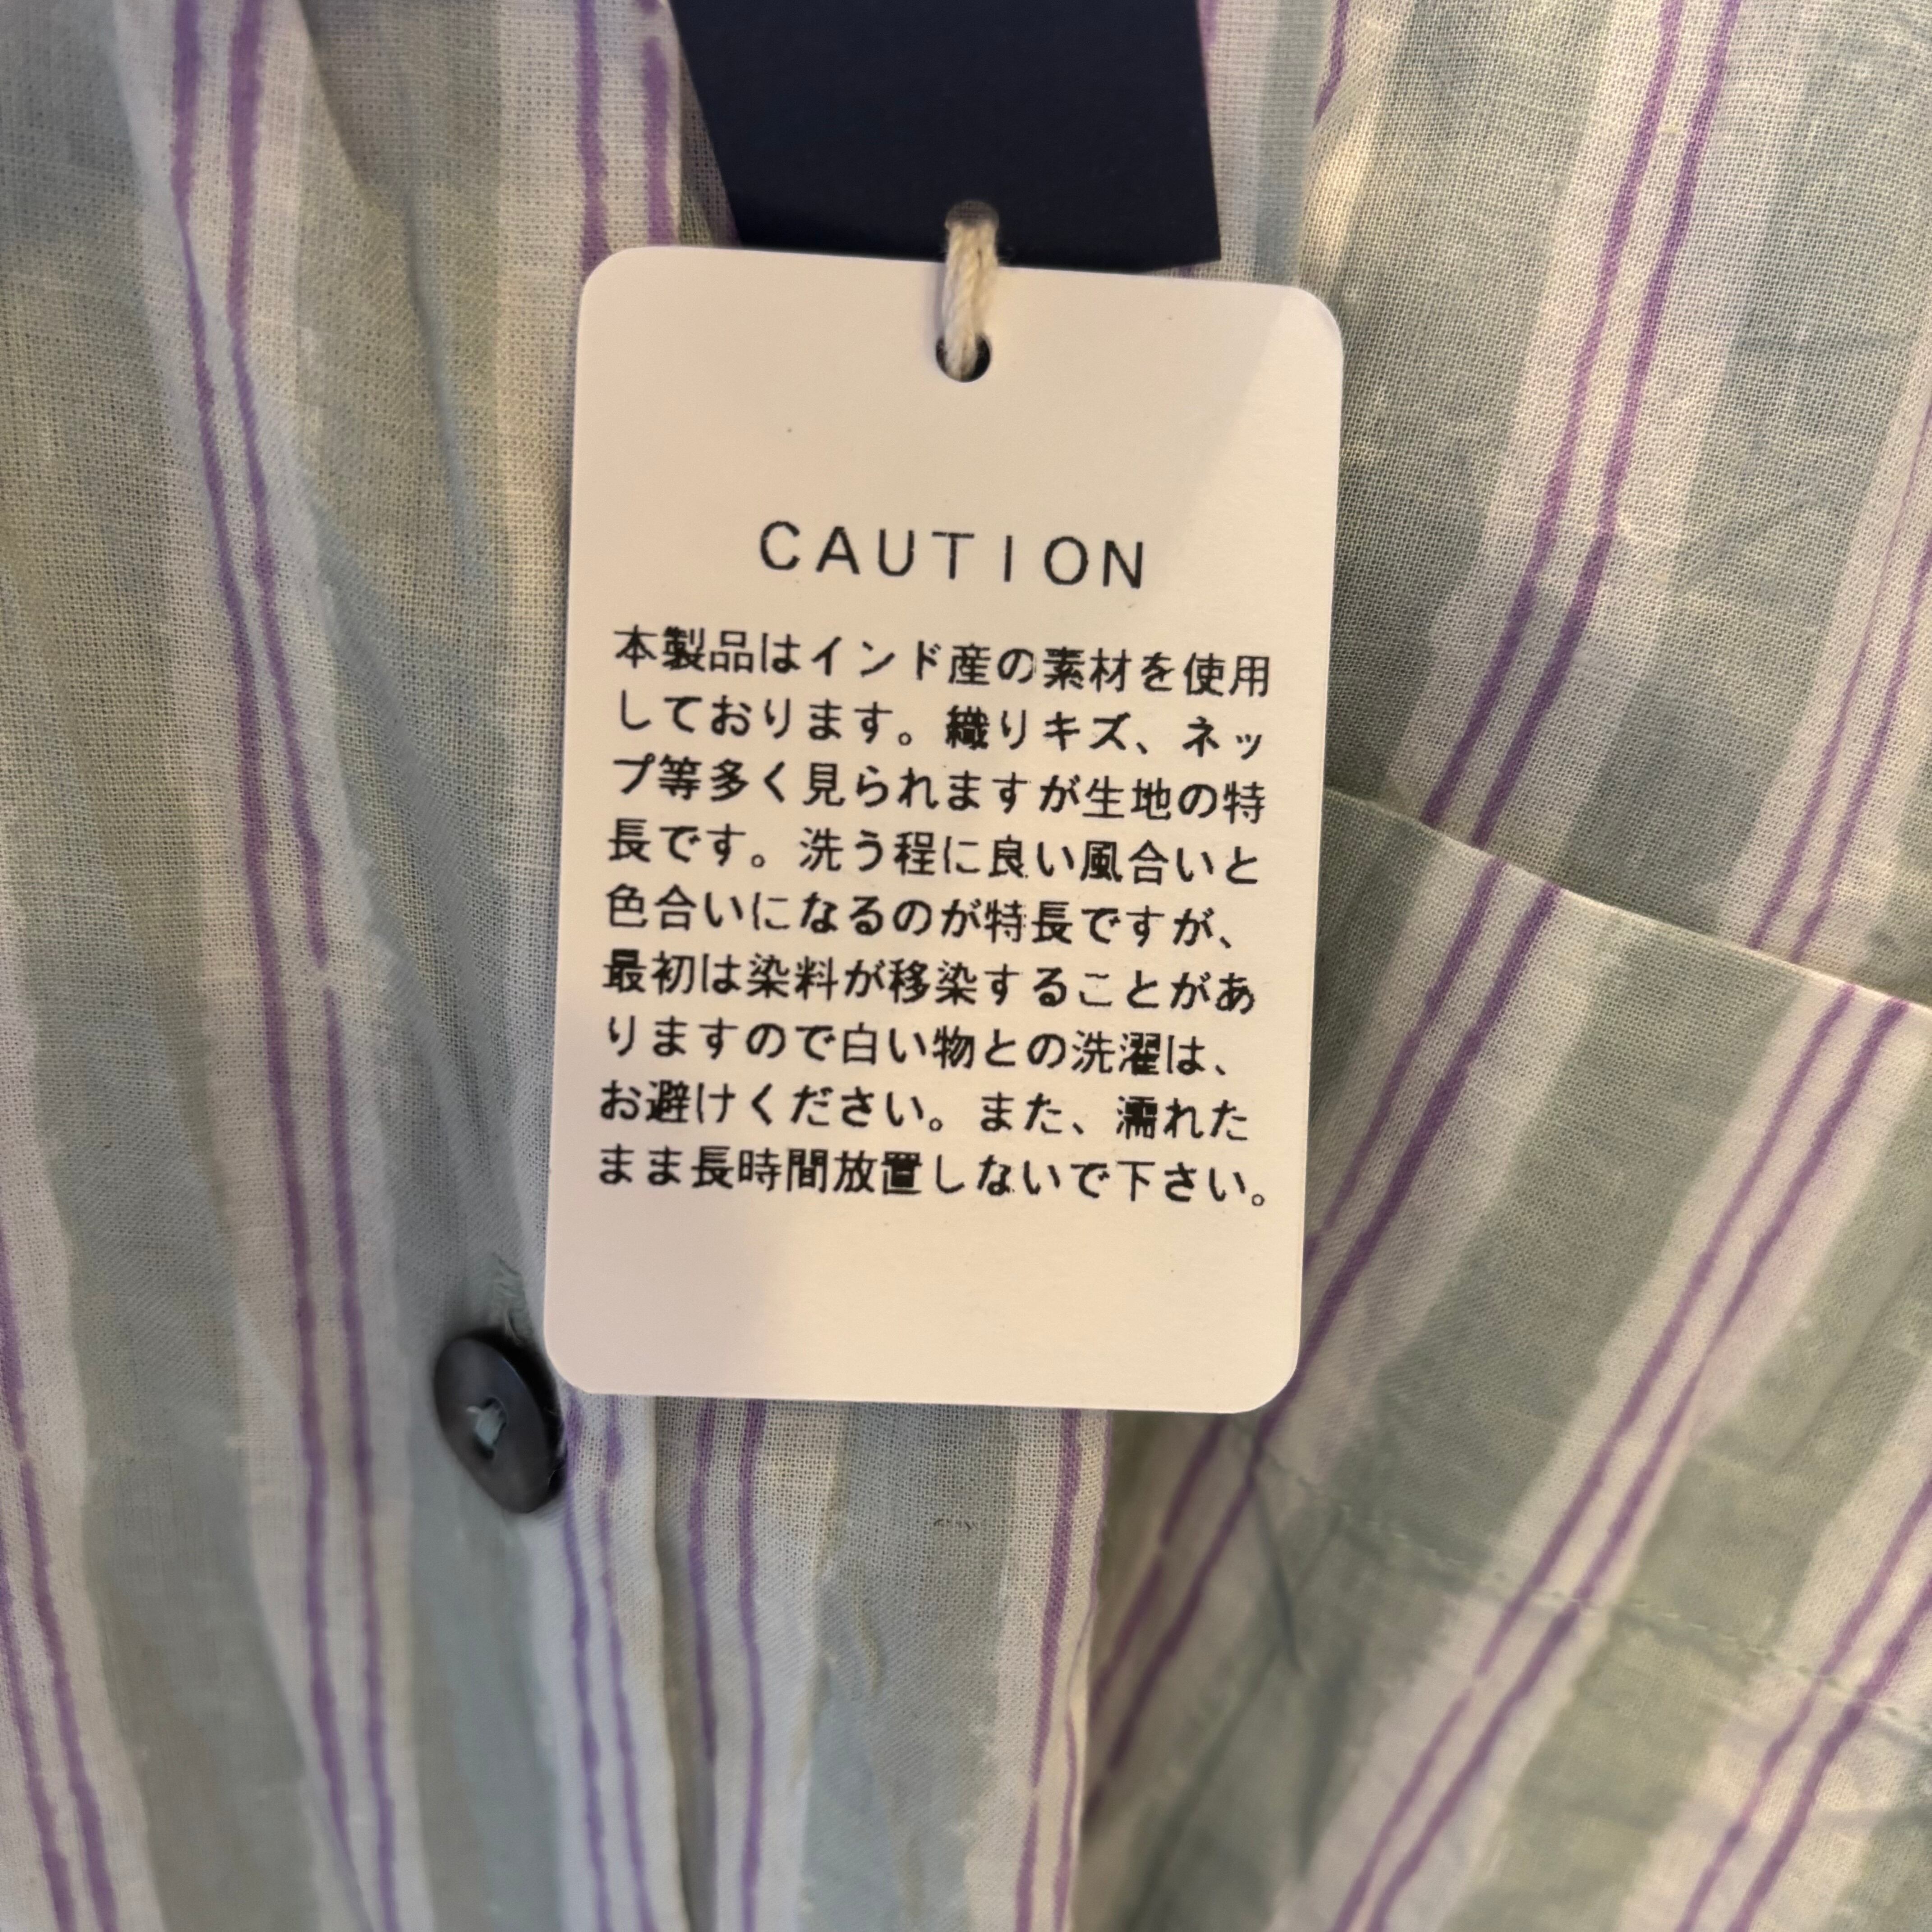 CAUTION
本製品はインド産の素材を使用
しております。織りキズ、ネッ
プ等多く見られますが生地の特
長です。洗う程に良い風合いと
色合いになるのが特長ですが、
最初は染料が移染することがあ
りますので白い物との洗濯は、
お避けください。また、濡れた
まま長時間放置しないで下さい。